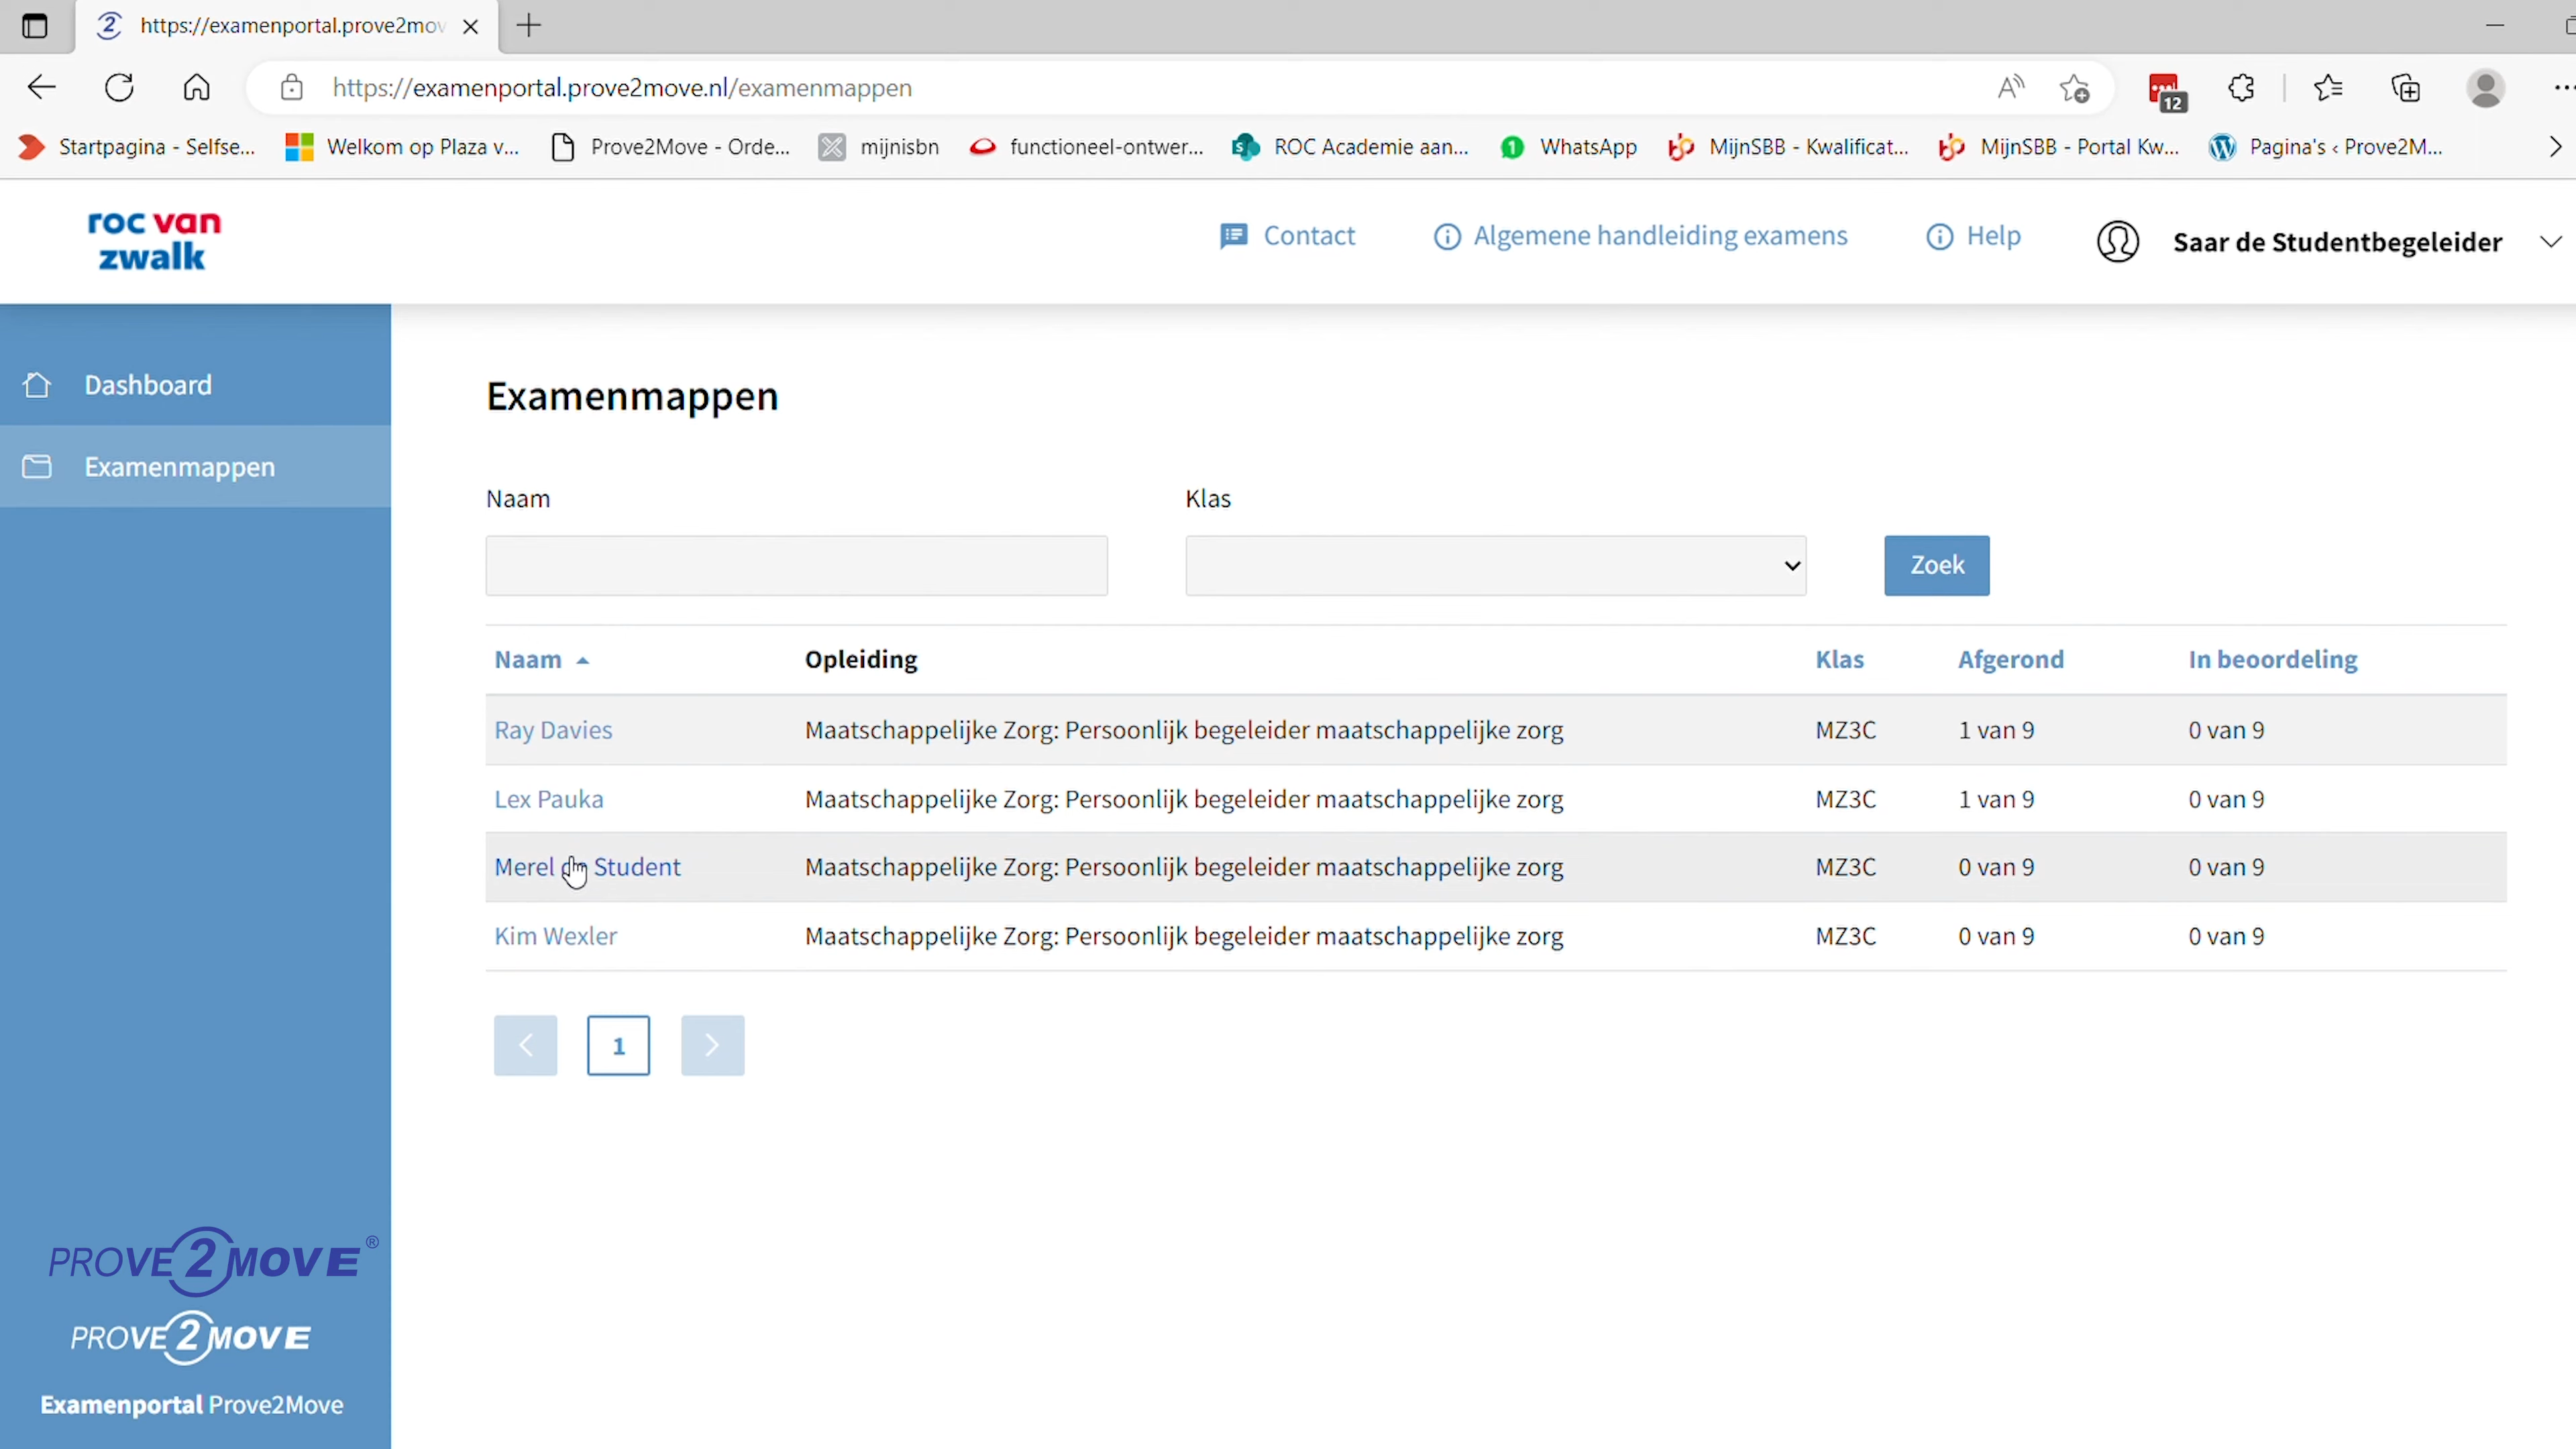 https://examenportal.prove2mov
https://examenportal.prove2move.nl/examenmappen
12
Startpagina - Selfse... Welkom op Plaza v... Prove2Move - Orde... mijnisbn functioneel-ontwer... ROC Academie aan... WhatsApp MijnSBB - Kwalificat... MijnSBB - Portal Kw... Pagina's ‹ Prove2M...
roc van
zwalk
Contact Algemene handleiding examens Help Saar de Studentbegeleider
Dashboard
Examenmappen
Examenmappen
Naam Klas
Zoek
Naam Opleiding Klas Afgerond In beoordeling
Ray Davies Maatschappelijke Zorg: Persoonlijk begeleider maatschappelijke zorg MZ3C 1 van 9 0 van 9
Lex Pauka Maatschappelijke Zorg: Persoonlijk begeleider maatschappelijke zorg MZ3C 1 van 9 0 van 9
Merel Student Maatschappelijke Zorg: Persoonlijk begeleider maatschappelijke zorg MZ3C 0 van 9 0 van 9
Kim Wexler Maatschappelijke Zorg: Persoonlijk begeleider maatschappelijke zorg MZ3C 0 van 9 0 van 9
1
PROVE2MOVE®
PROVE2MOVE
Examenportal Prove2Move